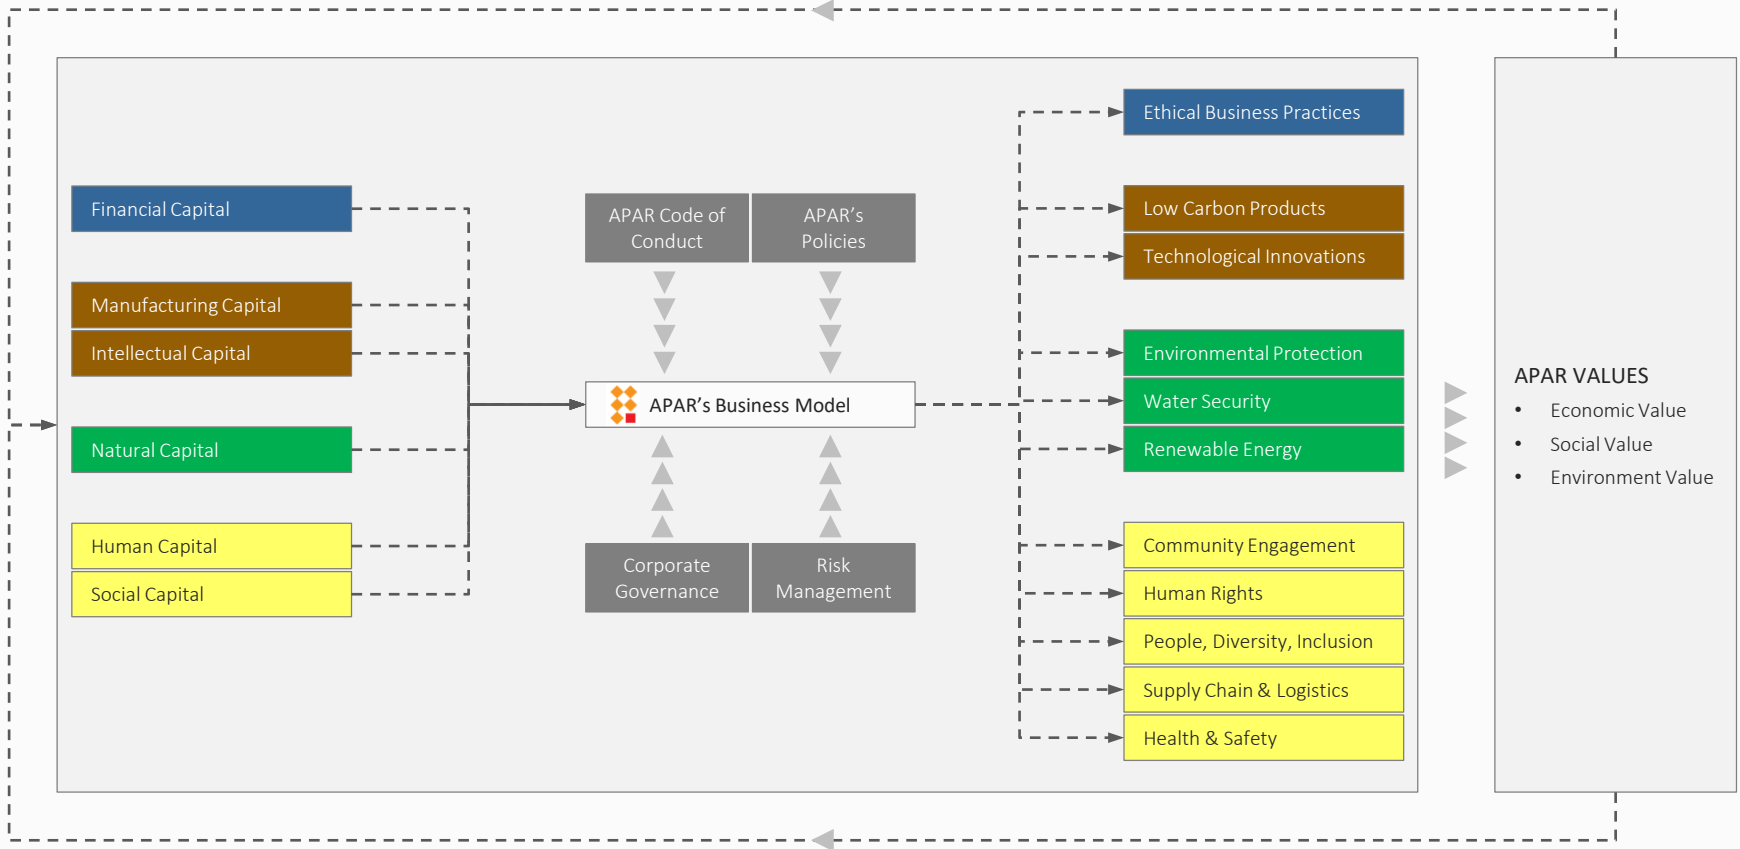 Financial Capital
Manufacturing Capital
Intellectual Capital
Natural Capital
Human Capital
Social Capital
APAR Code of
Conduct
APAR's
Policies
APAR's Business Model
Corporate
Governance
Risk
Management
Ethical Business Practices
Low Carbon Products
Technological Innovations
Environmental Protection
Water Security
Renewable Energy
Community Engagement
Human Rights
People, Diversity, Inclusion
Supply Chain & Logistics
Health & Safety
APAR VALUES
• Economic Value
• Social Value
• Environment Value